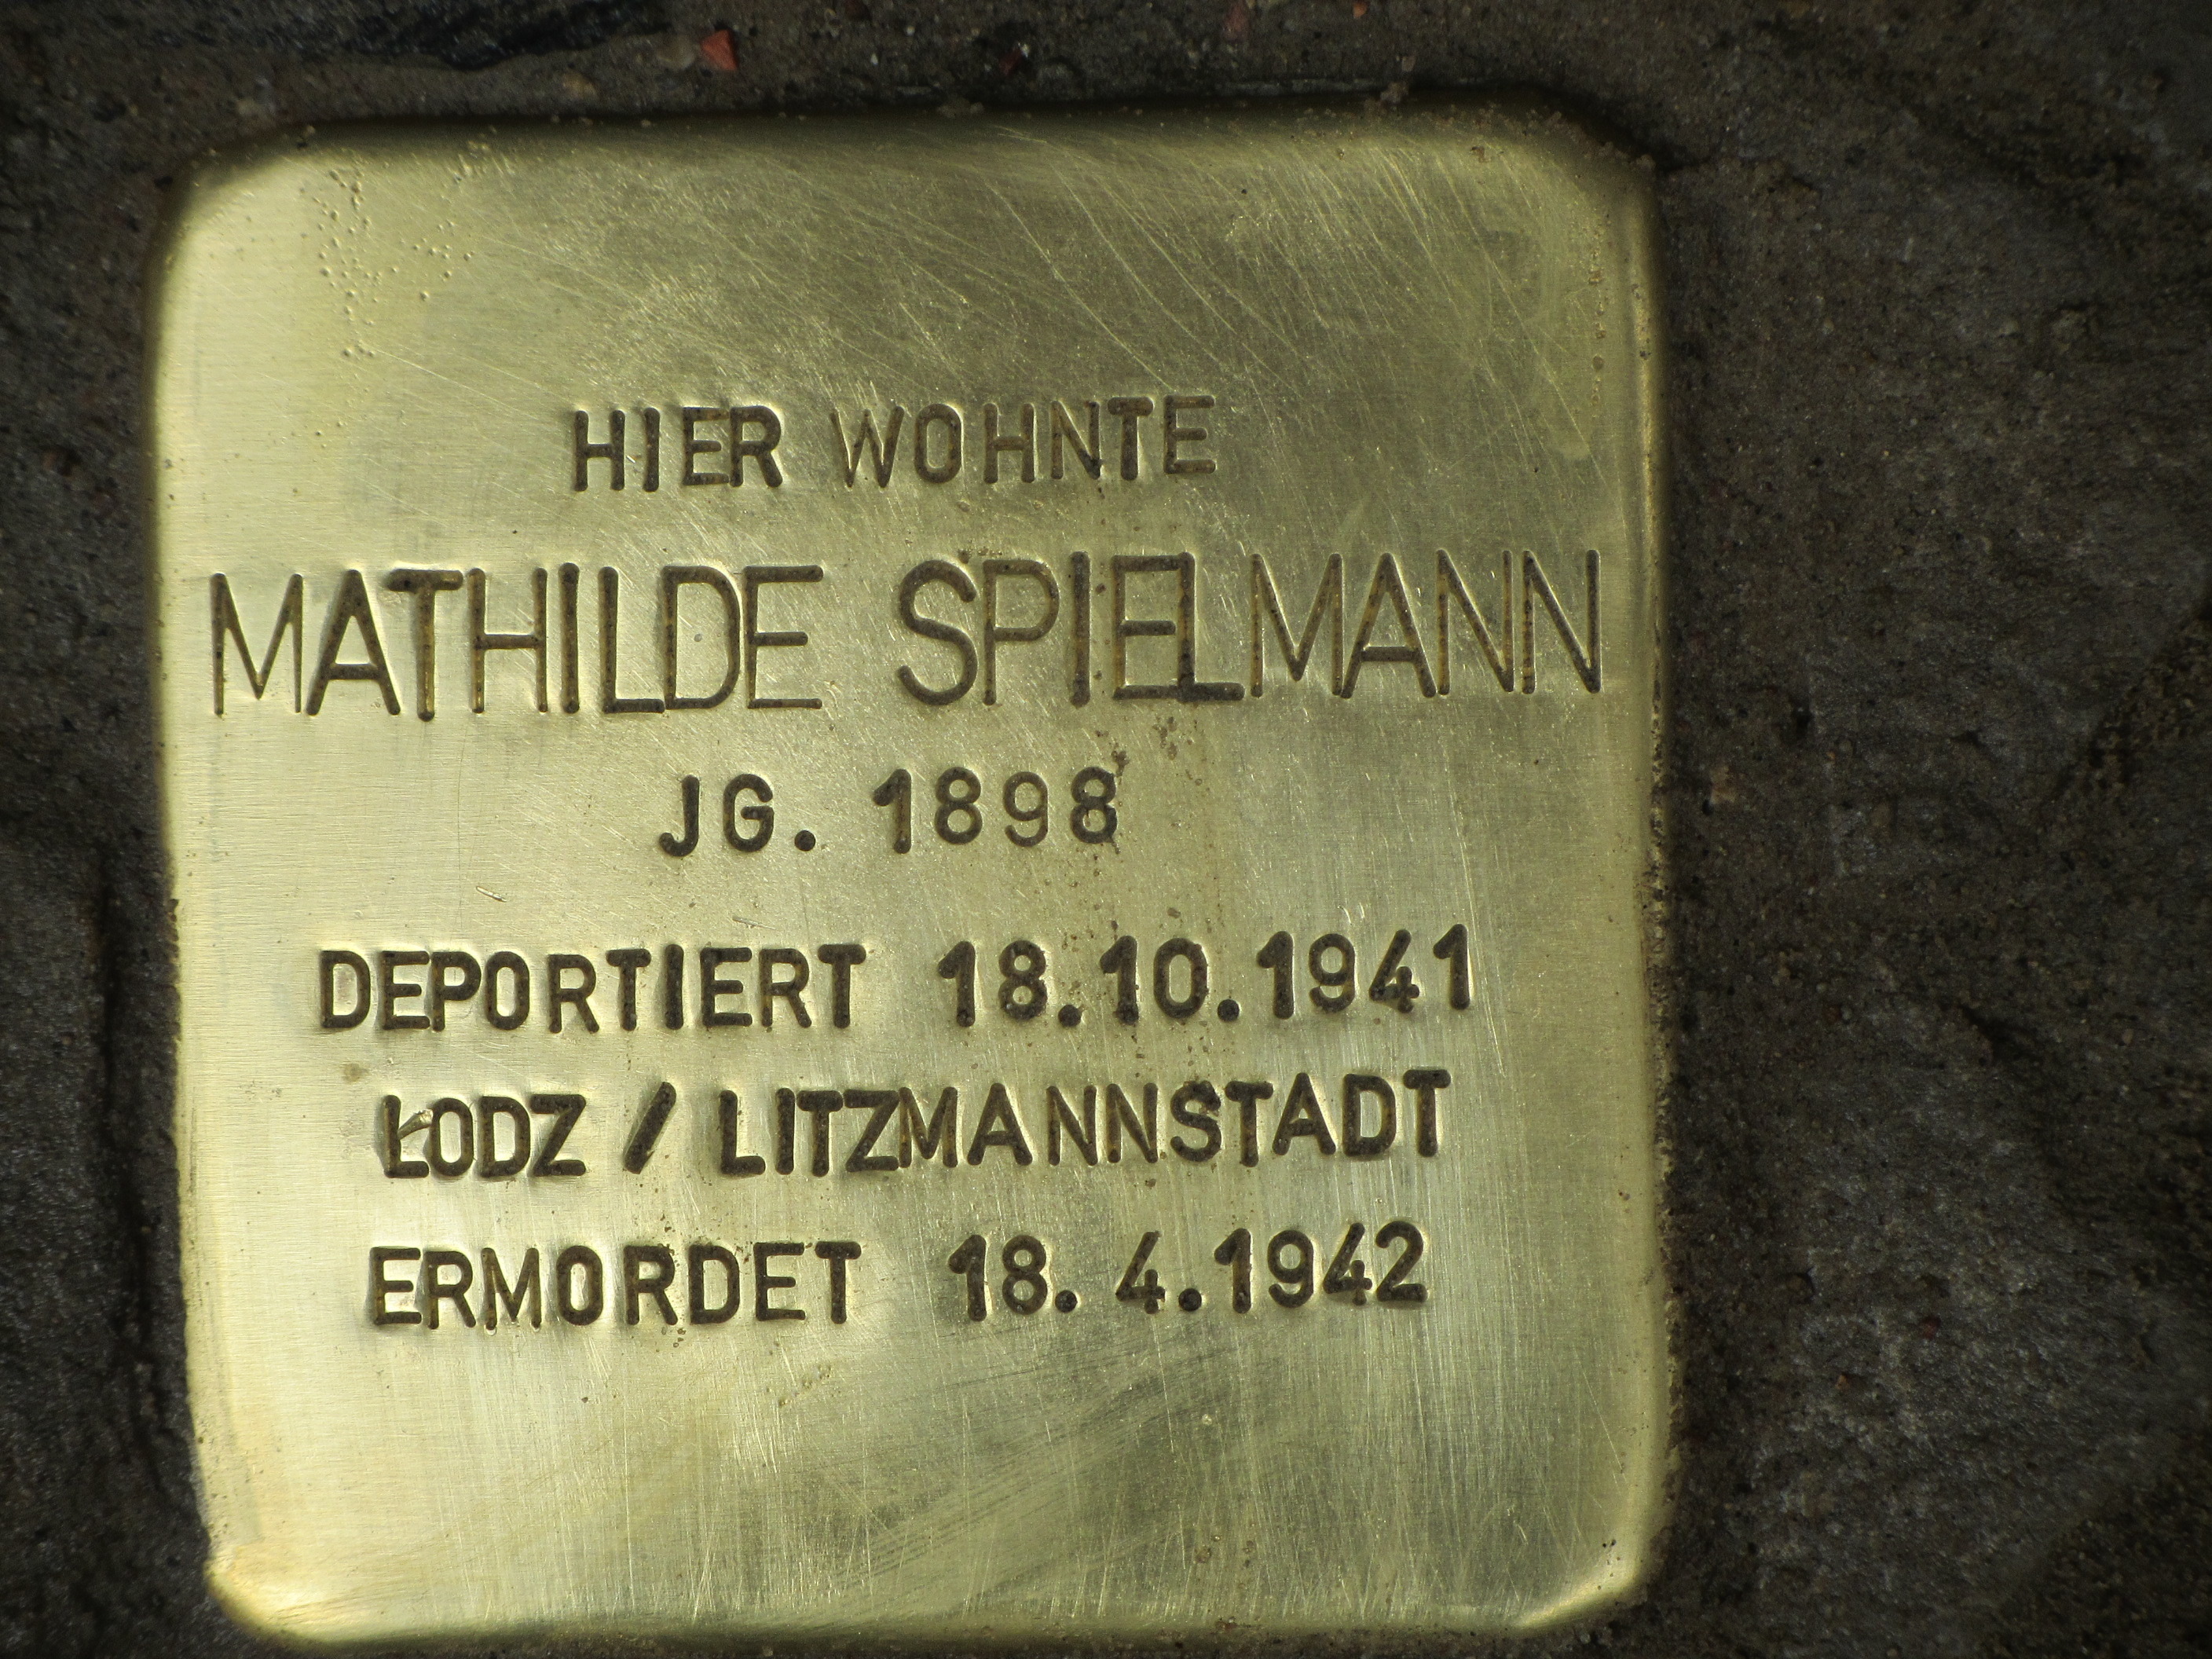 HIER WOHNTE
MATHILDE SPIELMANN
JG. 1898
DEPORTIERT 18.10.1941
ŁODZ / LITZMANNSTADT
ERMORDET 18.4.1942